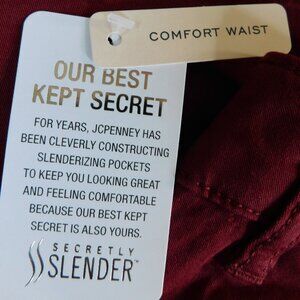 COMFORT WAIST
OUR BEST
KEPT SECRET
FOR YEARS, JCPENNEY HAS
BEEN CLEVERLY CONSTRUCTING
SLENDERIZING POCKETS
TO KEEP YOU LOOKING GREAT
AND FEELING COMFORTABLE
BECAUSE OUR BEST KEPT
SECRET IS ALSO YOURS.
SECRETLY
SLENDER™